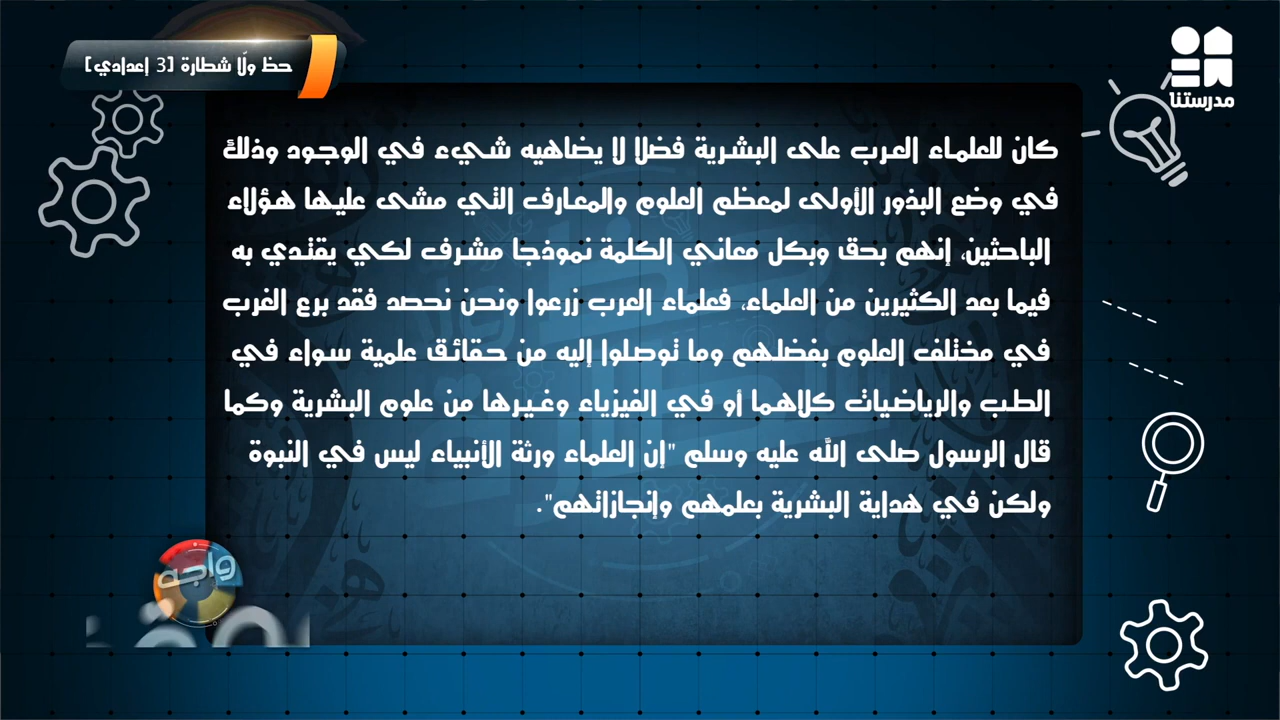 حظ ولّا شطارة [3 إعدادي]
مدرستنا
كان للعلماء العرب على البشرية فضلا لا يضاهيه شيء في الوجود وذلك
في وضع البذور الأولى لمعظم العلوم والمعارف التي مشى عليها هؤلاء
الباحثين، إنهم بحق وبكل معاني الكلمة نموذجا مشرف لكي يقتدي به
فيما بعد الكثيرين من العلماء، فعلماء العرب زرعوا ونحن نحصد فقد برع الغرب
في مختلف العلوم بفضلهم وما توصلوا إليه من حقائق علمية سواء في
الطب والرياضيات كلاهما أو في الفيزياء وغيرها من علوم البشرية وكما
قال الرسول صلى الله عليه وسلم "إن العلماء ورثة الأنبياء ليس في النبوة
ولكن في هداية البشرية بعلمهم وإنجازاتهم".
واجه